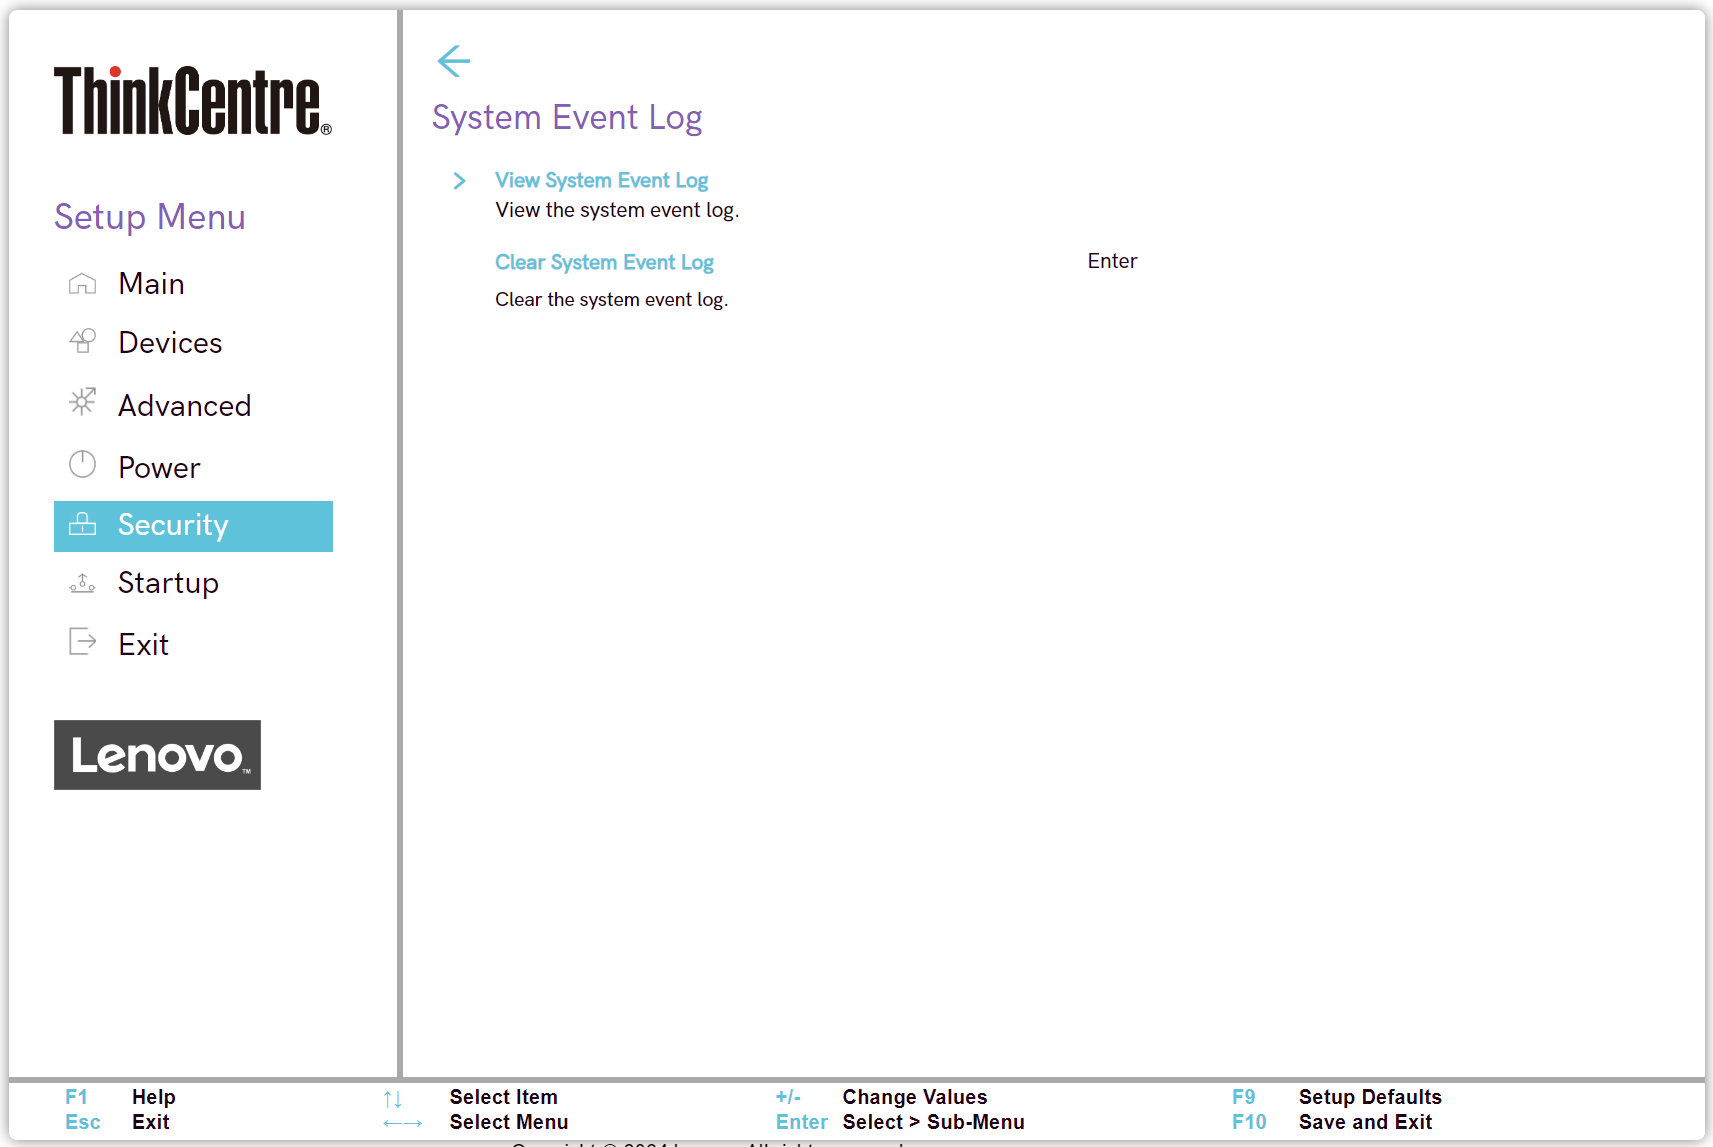 ThinkCentre®
Setup Menu
Main
Devices
Advanced
Power
Security
Startup
Exit
Lenovo™
System Event Log
View System Event Log
View the system event log.
Clear System Event Log Enter
Clear the system event log.
F1 Help ↑↓ Select Item +/- Change Values F9 Setup Defaults
Esc Exit ←→ Select Menu Enter Select > Sub-Menu F10 Save and Exit